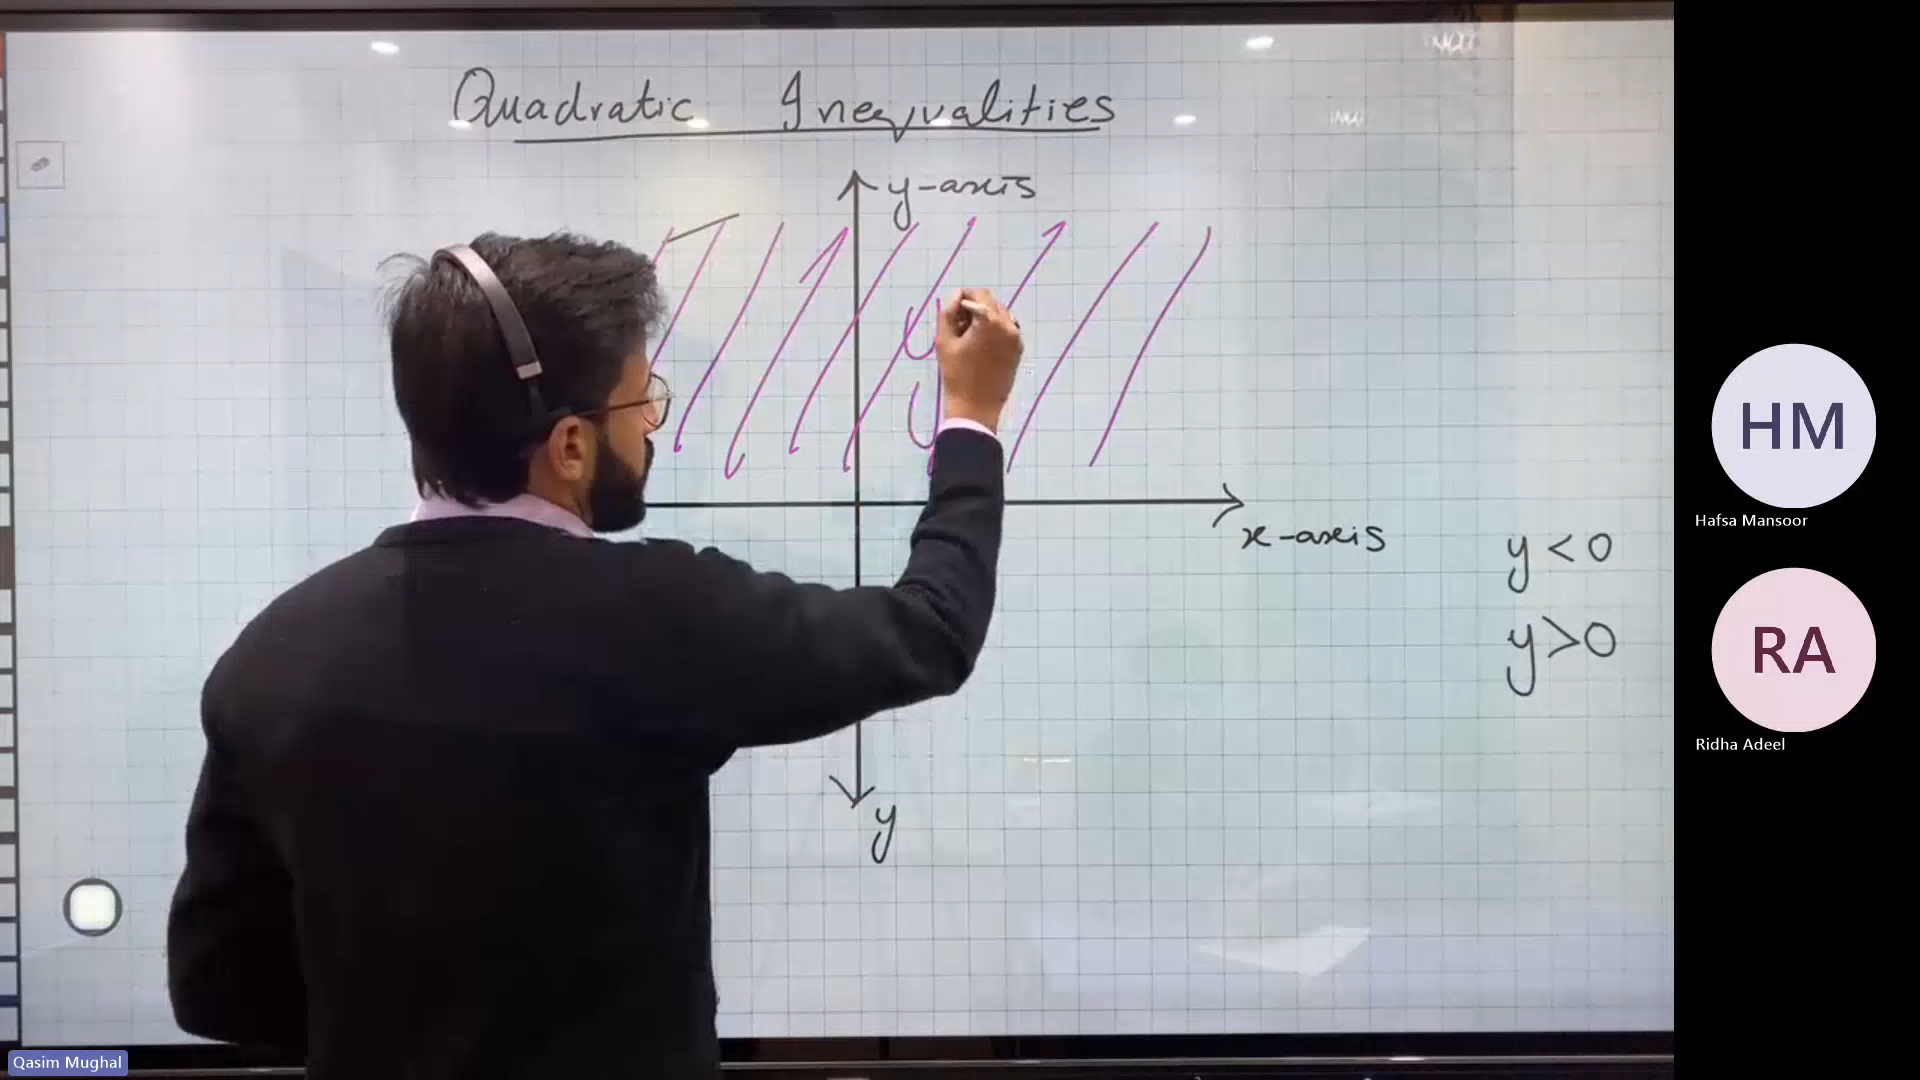 Quadratic Inequalities
y-axis
y
x-axis
y < 0
y > 0
y
HM
Hafsa Mansoor
RA
Ridha Adeel
Qasim Mughal